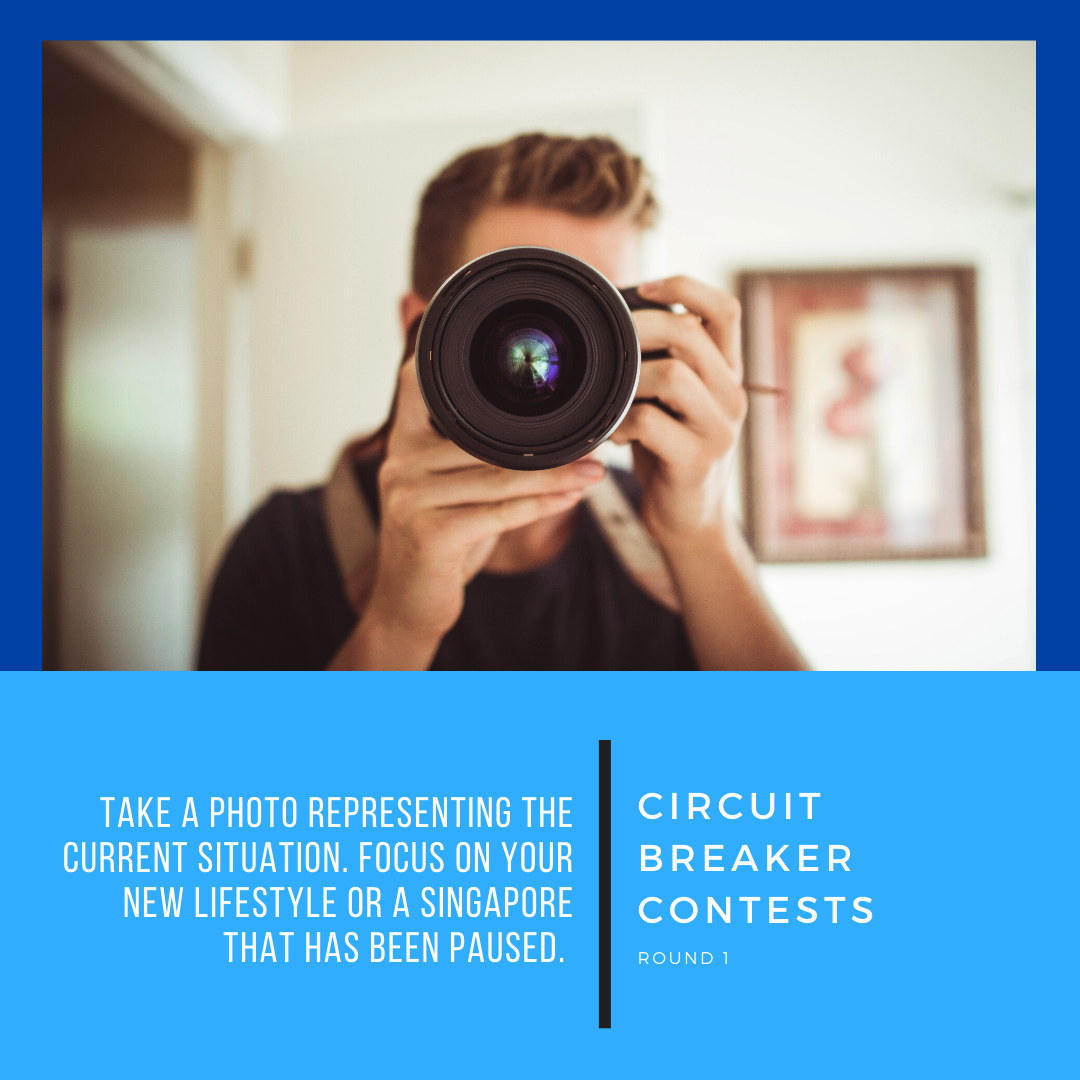 TAKE A PHOTO REPRESENTING THE
CURRENT SITUATION. FOCUS ON YOUR
NEW LIFESTYLE OR A SINGAPORE
THAT HAS BEEN PAUSED.
CIRCUIT
BREAKER
CONTESTS
ROUND 1